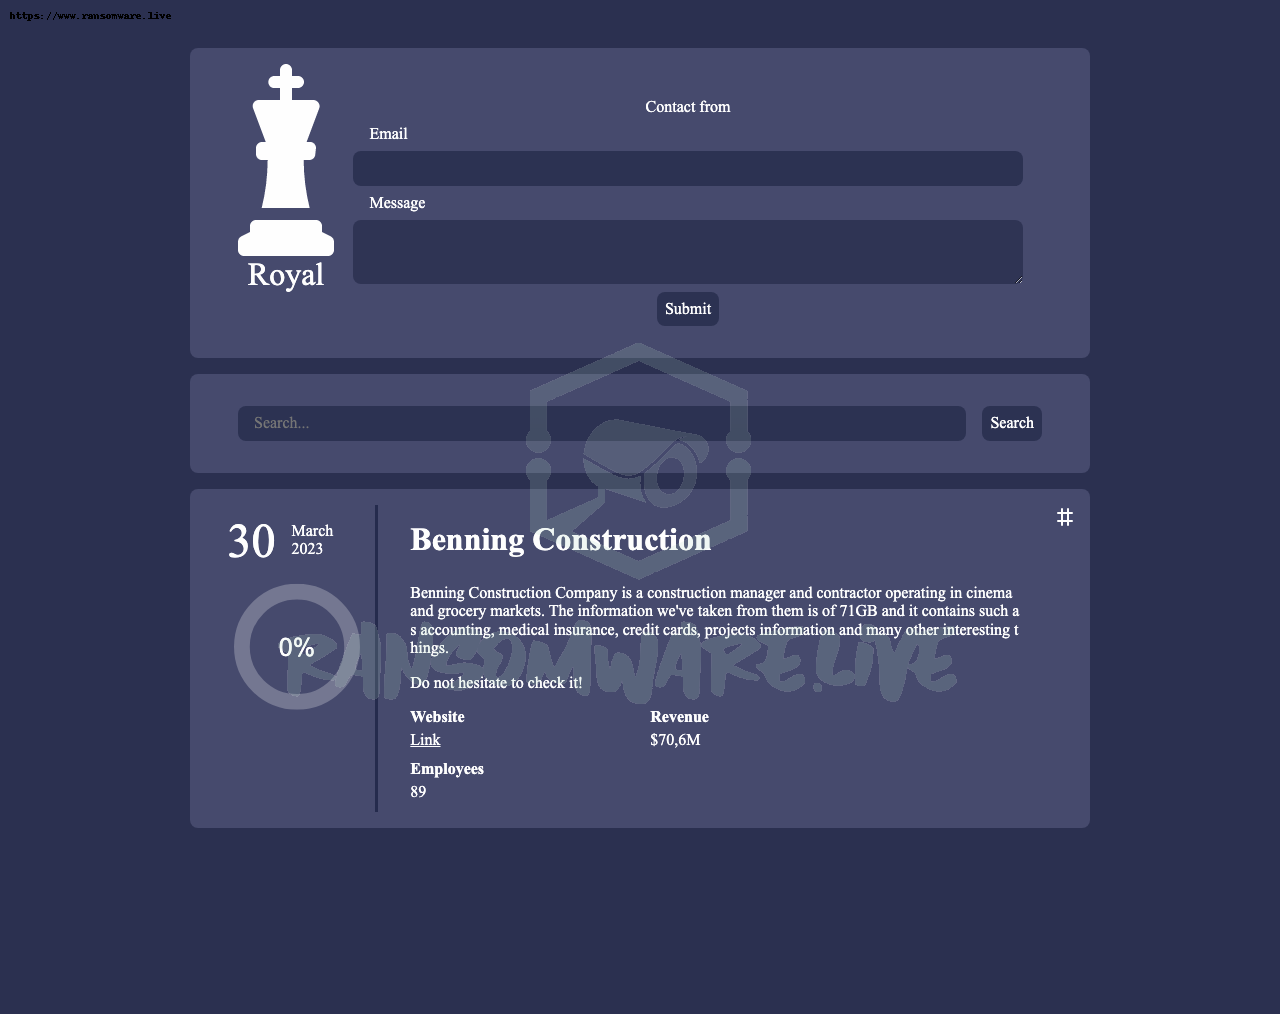 https://www.ransomware.live
Contact from
Email
Message
Royal
Submit
Search...
Search
30
March
2023
#
Benning Construction
0%
Benning Construction Company is a construction manager and contractor operating in cinema
and grocery markets. The information we've taken from them is of 71GB and it contains such a
s accounting, medical insurance, credit cards, projects information and many other interesting t
hings.
RANSOMWARE.LIVE
Do not hesitate to check it!
Website
Revenue
Link
$70,6M
Employees
89